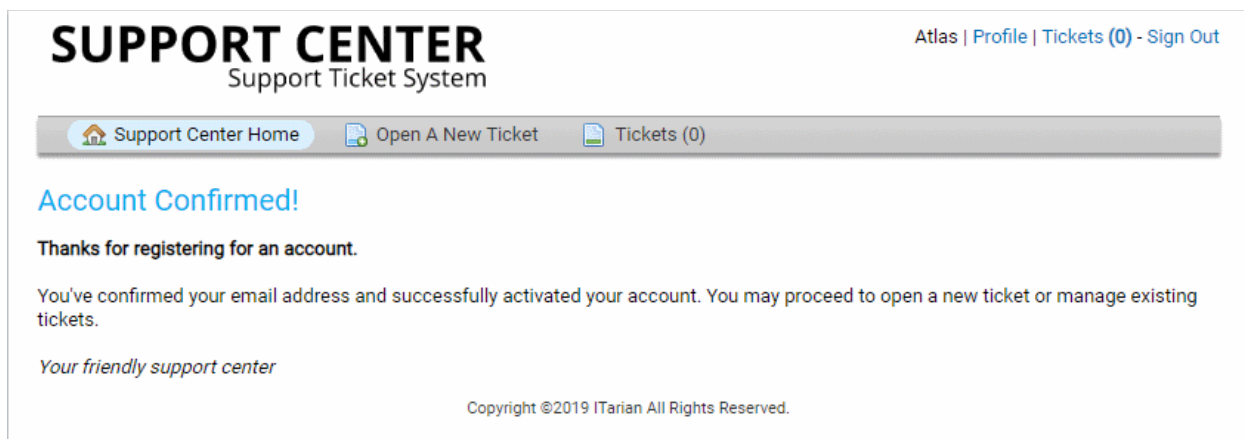 SUPPORT CENTER
Support Ticket System
Atlas | Profile | Tickets (0) - Sign Out
Support Center Home Open A New Ticket Tickets (0)
Account Confirmed!
Thanks for registering for an account.
You've confirmed your email address and successfully activated your account. You may proceed to open a new ticket or manage existing
tickets.
Your friendly support center
Copyright ©2019 ITarian All Rights Reserved.